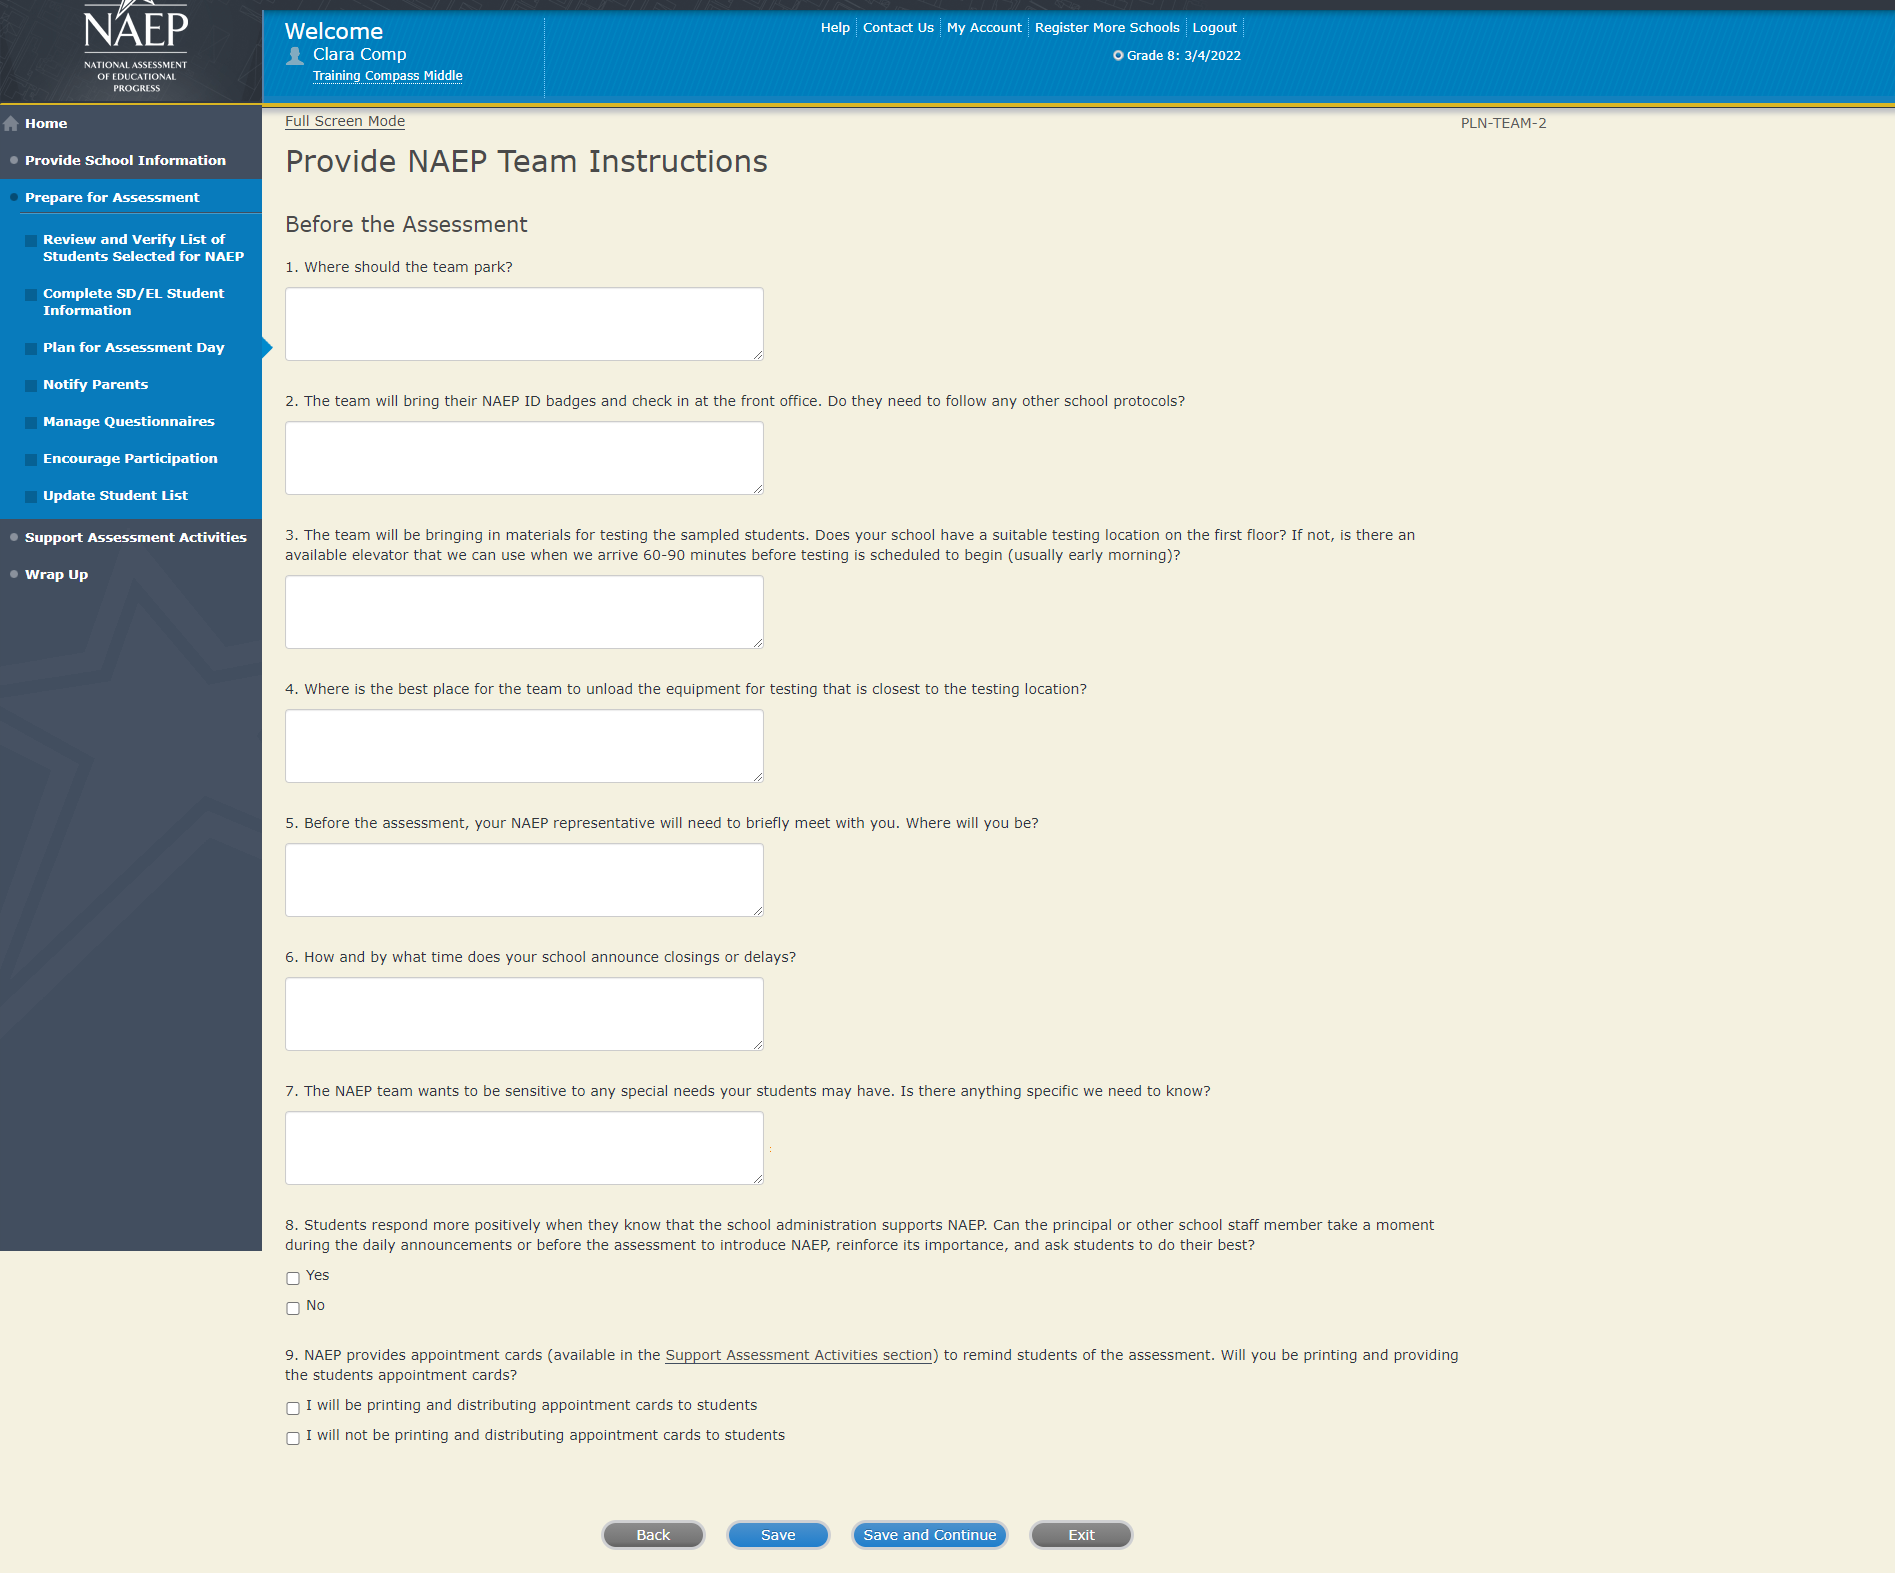 NAEP
NATIONAL ASSESSMENT
OF EDUCATIONAL
PROGRESS
Welcome
Clara Comp
Training Compass Middle
Help Contact Us My Account Register More Schools Logout
Grade 8: 3/4/2022
Home
Provide School Information
Prepare for Assessment
Review and Verify List of
Students Selected for NAEP
Complete SD/EL Student
Information
Plan for Assessment Day
Notify Parents
Manage Questionnaires
Encourage Participation
Update Student List
Support Assessment Activities
Wrap Up
Full Screen Mode
PLN-TEAM-2
Provide NAEP Team Instructions
Before the Assessment
1. Where should the team park?
2. The team will bring their NAEP ID badges and check in at the front office. Do they need to follow any other school protocols?
3. The team will be bringing in materials for testing the sampled students. Does your school have a suitable testing location on the first floor? If not, is there an
available elevator that we can use when we arrive 60-90 minutes before testing is scheduled to begin (usually early morning)?
4. Where is the best place for the team to unload the equipment for testing that is closest to the testing location?
5. Before the assessment, your NAEP representative will need to briefly meet with you. Where will you be?
6. How and by what time does your school announce closings or delays?
7. The NAEP team wants to be sensitive to any special needs your students may have. Is there anything specific we need to know?
8. Students respond more positively when they know that the school administration supports NAEP. Can the principal or other school staff member take a moment
during the daily announcements or before the assessment to introduce NAEP, reinforce its importance, and ask students to do their best?
Yes
No
9. NAEP provides appointment cards (available in the Support Assessment Activities section) to remind students of the assessment. Will you be printing and providing
the students appointment cards?
I will be printing and distributing appointment cards to students
I will not be printing and distributing appointment cards to students
Back Save Save and Continue Exit